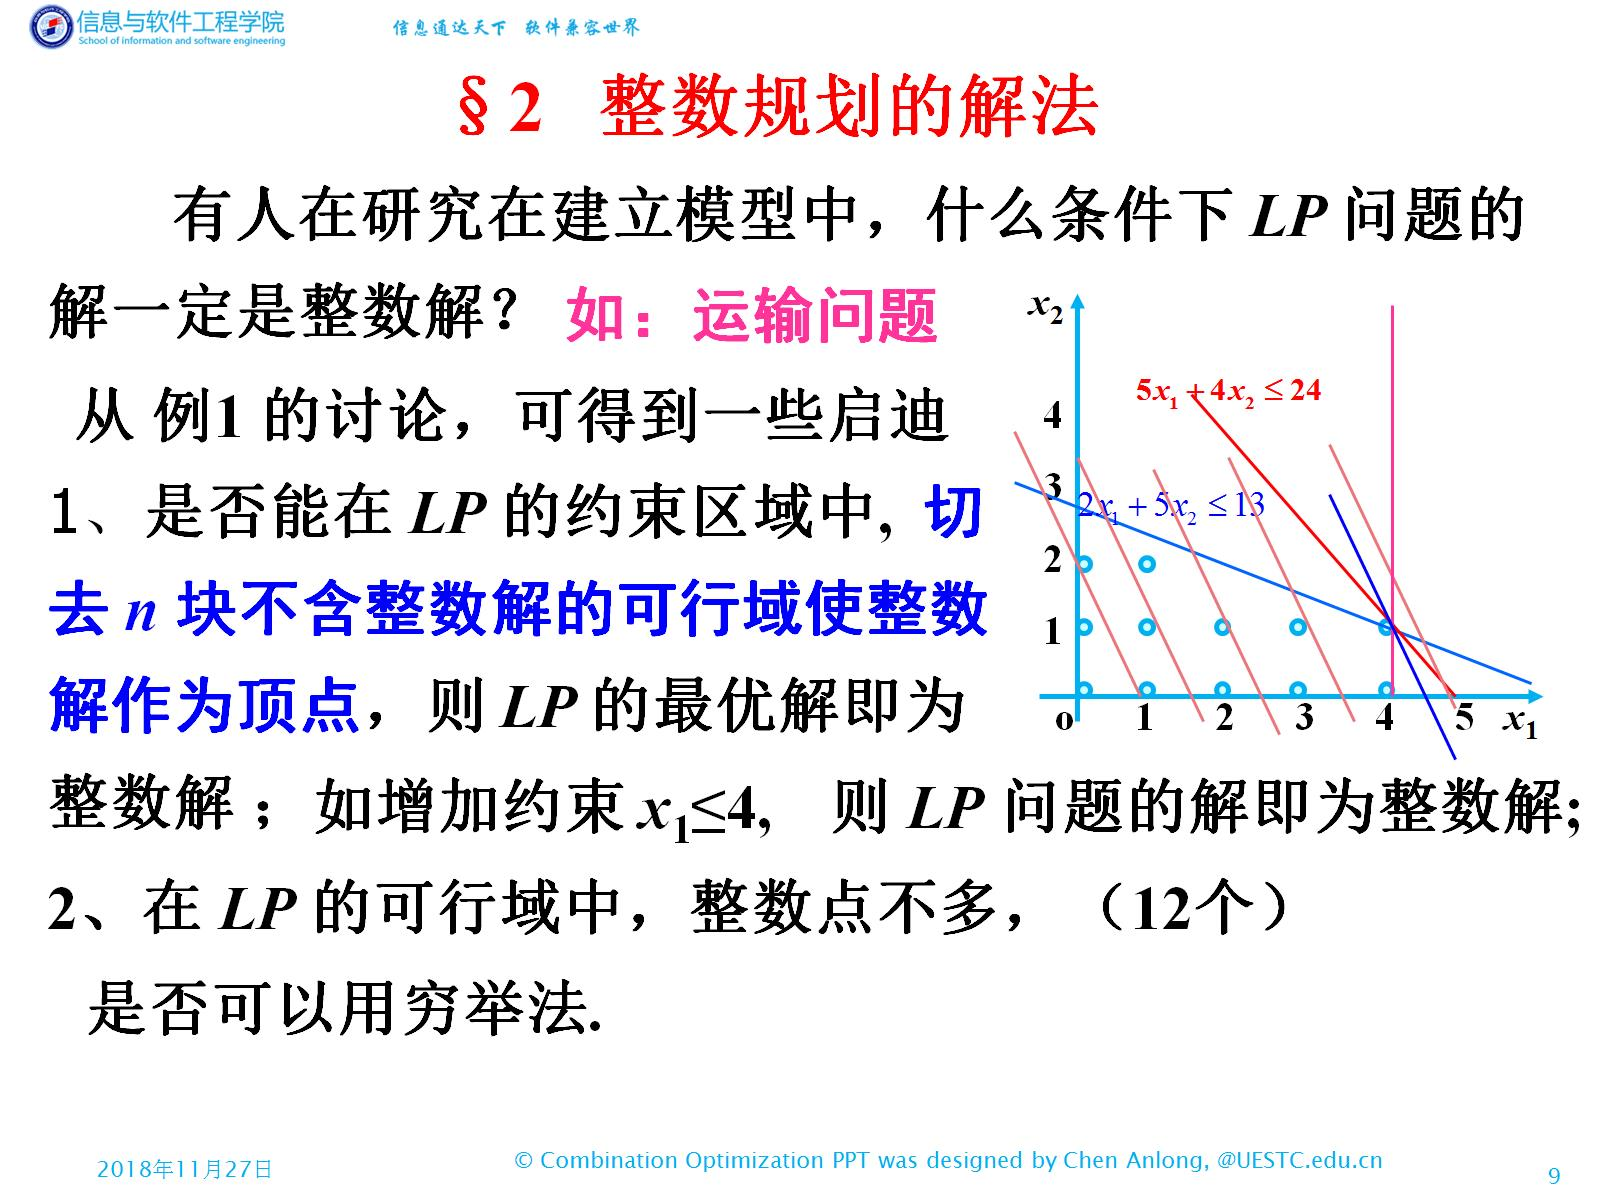 信息与软件工程学院
School of information and software engineering
信息通达天下 软件兼容世界
§2 整数规划的解法
有人在研究在建立模型中，什么条件下 LP 问题的
解一定是整数解？ 如：运输问题
从 例1 的讨论，可得到一些启迪
1、是否能在 LP 的约束区域中, 切
去 n 块不含整数解的可行域使整数
解作为顶点，则 LP 的最优解即为
整数解 ；如增加约束 x₁≤4, 则 LP 问题的解即为整数解;
2、在 LP 的可行域中，整数点不多，（12个）
是否可以用穷举法.
x₂
5x₁ + 4x₂ ≤ 24
4
3
2x₁ + 5x₂ ≤ 13
2
1
o 1 2 3 4 5 x₁
2018年11月27日
© Combination Optimization PPT was designed by Chen Anlong, @UESTC.edu.cn
9